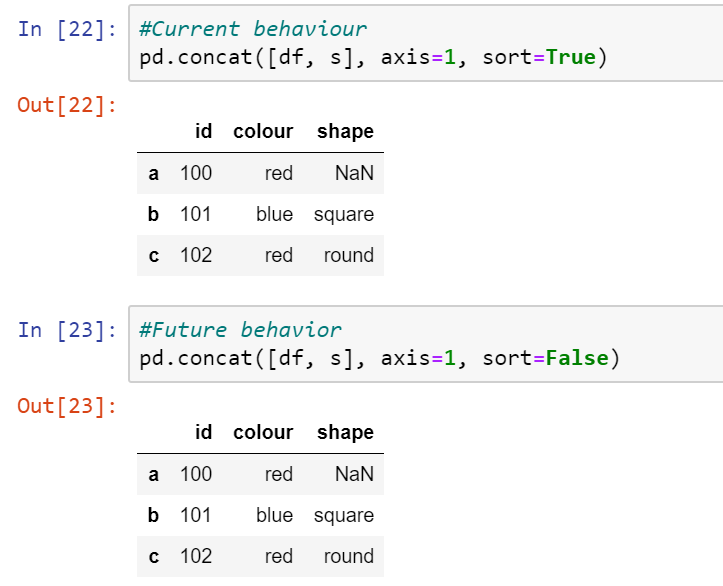 In [22]: #Current behaviour
pd.concat([df, s], axis=1, sort=True)
Out[22]:
id colour shape
a 100 red NaN
b 101 blue square
c 102 red round
In [23]: #Future behavior
pd.concat([df, s], axis=1, sort=False)
Out[23]:
id colour shape
a 100 red NaN
b 101 blue square
c 102 red round